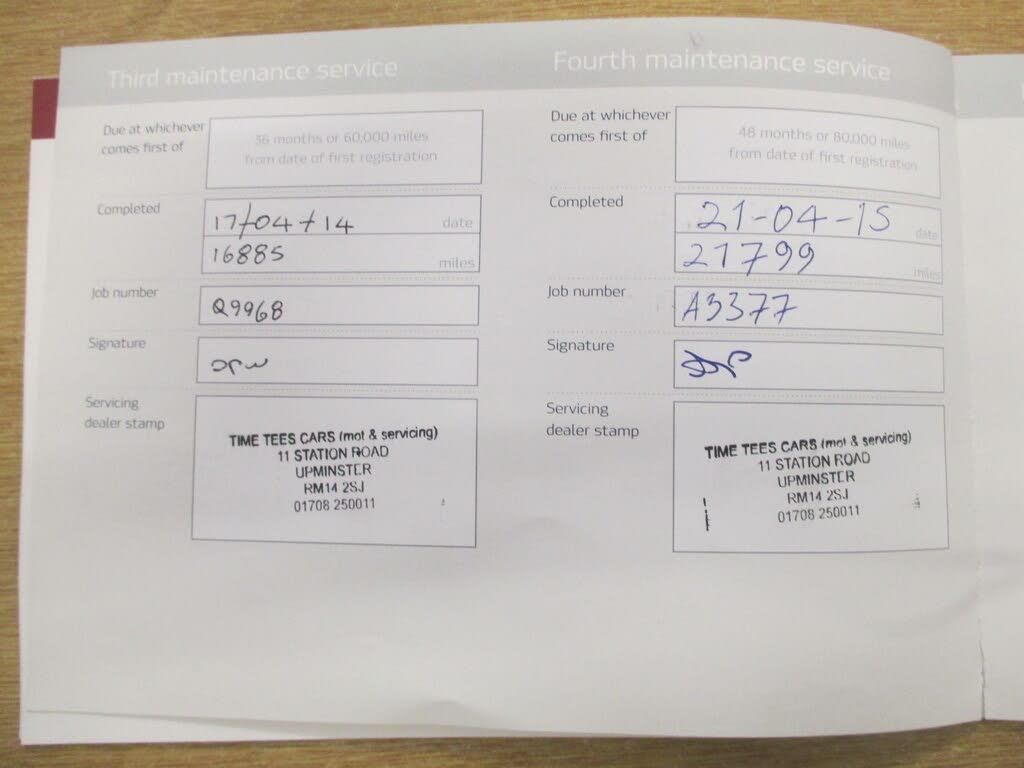 Third maintenance service
Due at whichever
comes first of
36 months or 60,000 miles
from date of first registration
Completed
17/04/14
date
16885
miles
Job number
Q9968
Signature
Servicing
dealer stamp
TIME TEES CARS (mot & servicing)
11 STATION ROAD
UPMINSTER
RM14 2SJ
01708 250011
Fourth maintenance service
Due at whichever
comes first of
48 months or 80,000 miles
from date of first registration
Completed
21-04-15
date
21799
miles
Job number
A3377
Signature
Servicing
dealer stamp
TIME TEES CARS (mot & servicing)
11 STATION ROAD
UPMINSTER
RM14 2SJ
01708 250011